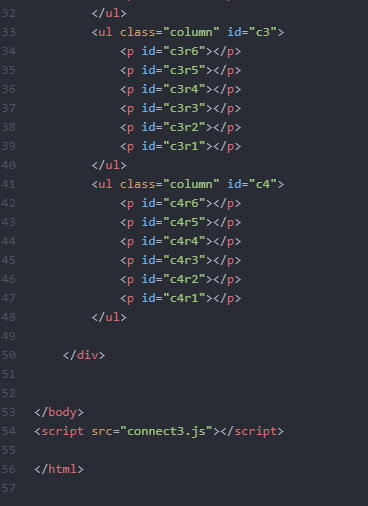 32 </ul>
33 <ul class="column" id="c3">
34 <p id="c3r6"></p>
35 <p id="c3r5"></p>
36 <p id="c3r4"></p>
37 <p id="c3r3"></p>
38 <p id="c3r2"></p>
39 <p id="c3r1"></p>
40 </ul>
41 <ul class="column" id="c4">
42 <p id="c4r6"></p>
43 <p id="c4r5"></p>
44 <p id="c4r4"></p>
45 <p id="c4r3"></p>
46 <p id="c4r2"></p>
47 <p id="c4r1"></p>
48 </ul>
49
50 </div>
51
52
53 </body>
54 <script src="connect3.js"></script>
55
56 </html>
57